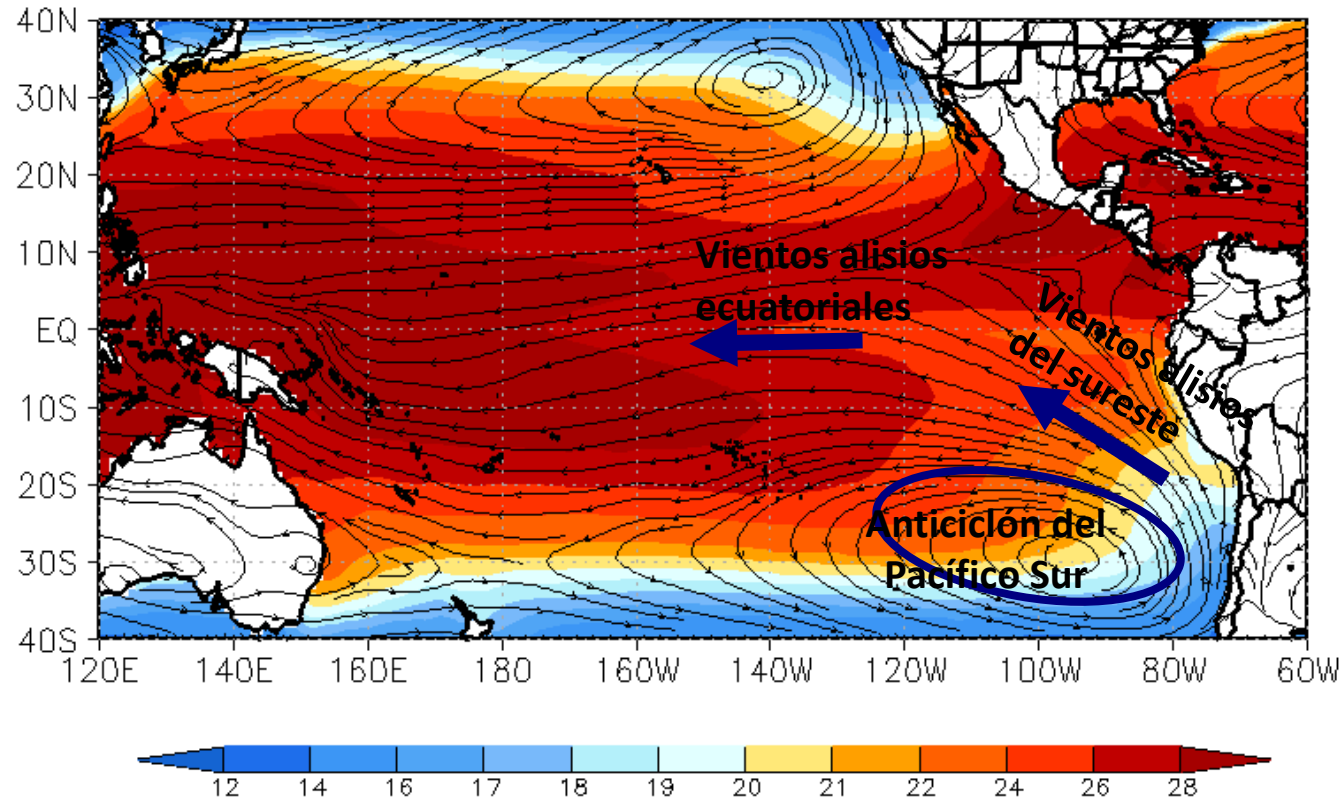 40N
30N
20N
10N
EQ
10S
20S
30S
40S
Vientos alisios
ecuatoriales
Vientos alisios
del sureste
Anticiclón del
Pacífico Sur
120E 140E 160E 180 160W 140W 120W 100W 80W 60W
12 14 16 17 18 19 20 21 22 24 26 28